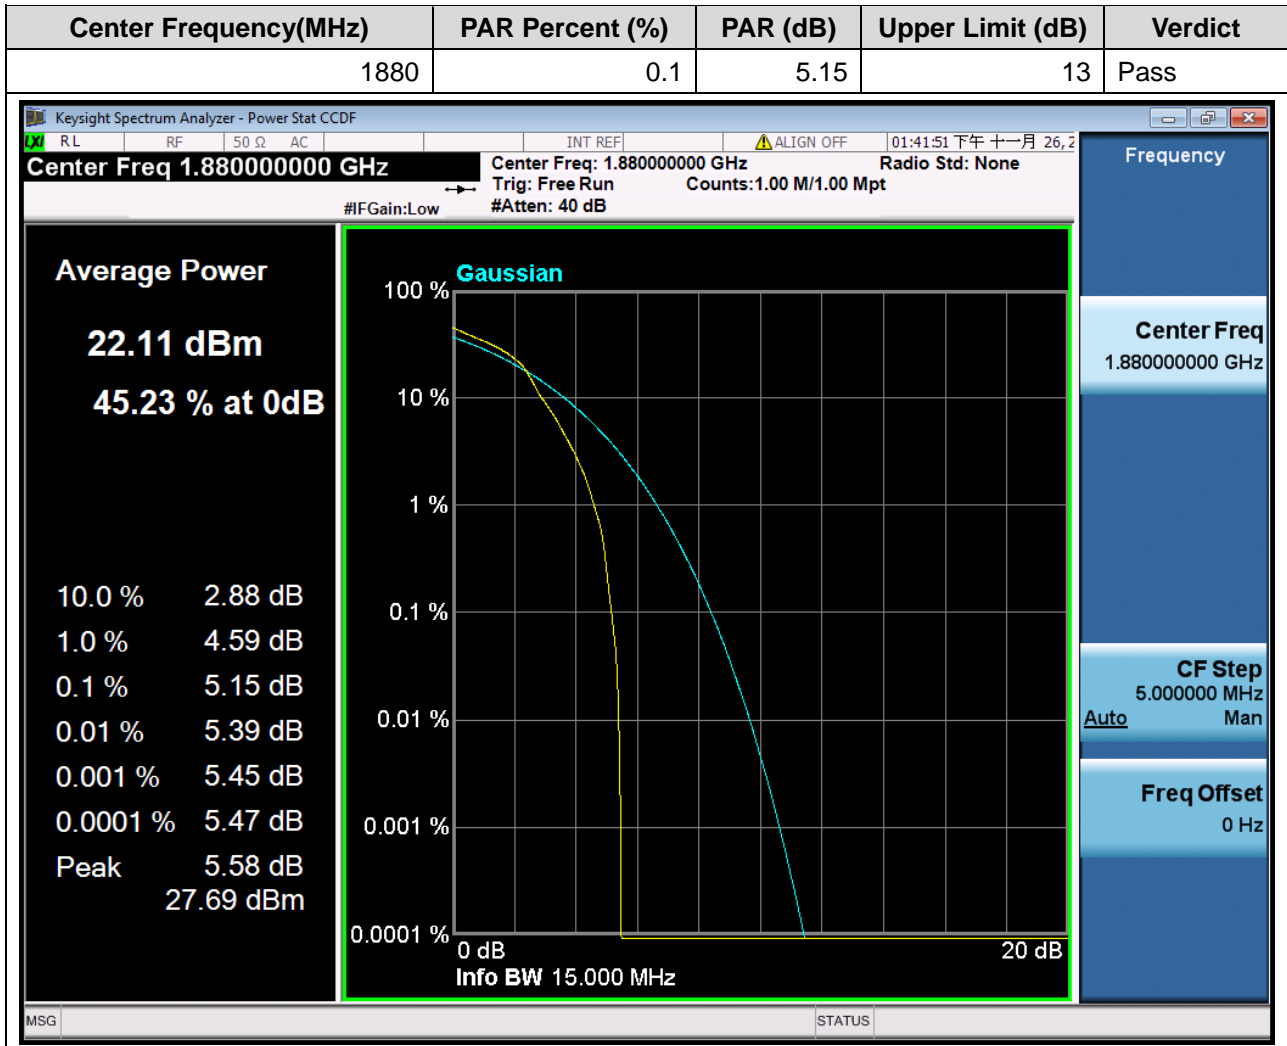 Center Frequency(MHz) PAR Percent (%) PAR (dB) Upper Limit (dB) Verdict
1880 0.1 5.15 13 Pass
Keysight Spectrum Analyzer - Power Stat CCDF
LXI RL RF 50 Ω AC INT REF ALIGN OFF 01:41:51 下午 十一月 26, 2
Center Freq 1.880000000 GHz
#IFGain:Low
Center Freq: 1.880000000 GHz Radio Std: None
Trig: Free Run Counts:1.00 M/1.00 Mpt
#Atten: 40 dB
Average Power
22.11 dBm
45.23 % at 0dB
10.0 % 2.88 dB
1.0 % 4.59 dB
0.1 % 5.15 dB
0.01 % 5.39 dB
0.001 % 5.45 dB
0.0001 % 5.47 dB
Peak 5.58 dB
27.69 dBm
Gaussian
100 %
10 %
1 %
0.1 %
0.01 %
0.001 %
0.0001 %
0 dB 20 dB
Info BW 15.000 MHz
Frequency
Center Freq
1.880000000 GHz
CF Step
5.000000 MHz
Auto Man
Freq Offset
0 Hz
MSG STATUS